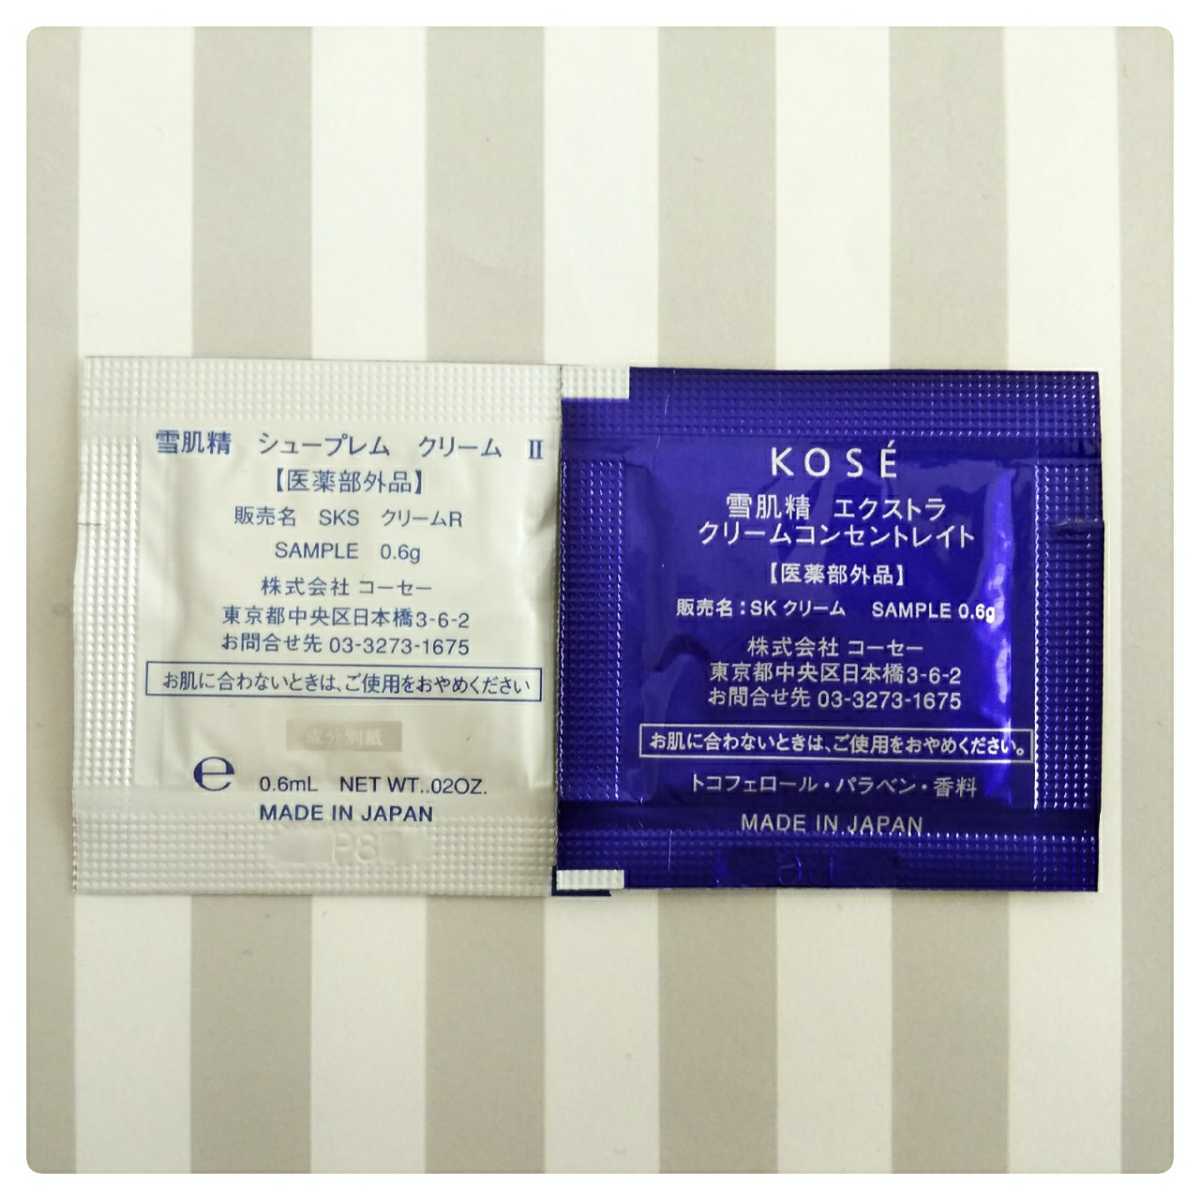 雪肌精 シュープレム クリーム Ⅱ
【医薬部外品】
販売名 SKS クリームR
SAMPLE 0.6g
株式会社 コーセー
東京都中央区日本橋3-6-2
お問合せ先 03-3273-1675
お肌に合わないときは、ご使用をおやめください
成分別紙
e 0.6mL NET WT..02OZ.
MADE IN JAPAN
KOSÉ
雪肌精 エクストラ
クリームコンセントレイト
【医薬部外品】
販売名：SK クリーム SAMPLE 0.6g
株式会社 コーセー
東京都中央区日本橋3-6-2
お問合せ先 03-3273-1675
お肌に合わないときは、ご使用をおやめください。
トコフェロール・パラベン・香料
MADE IN JAPAN